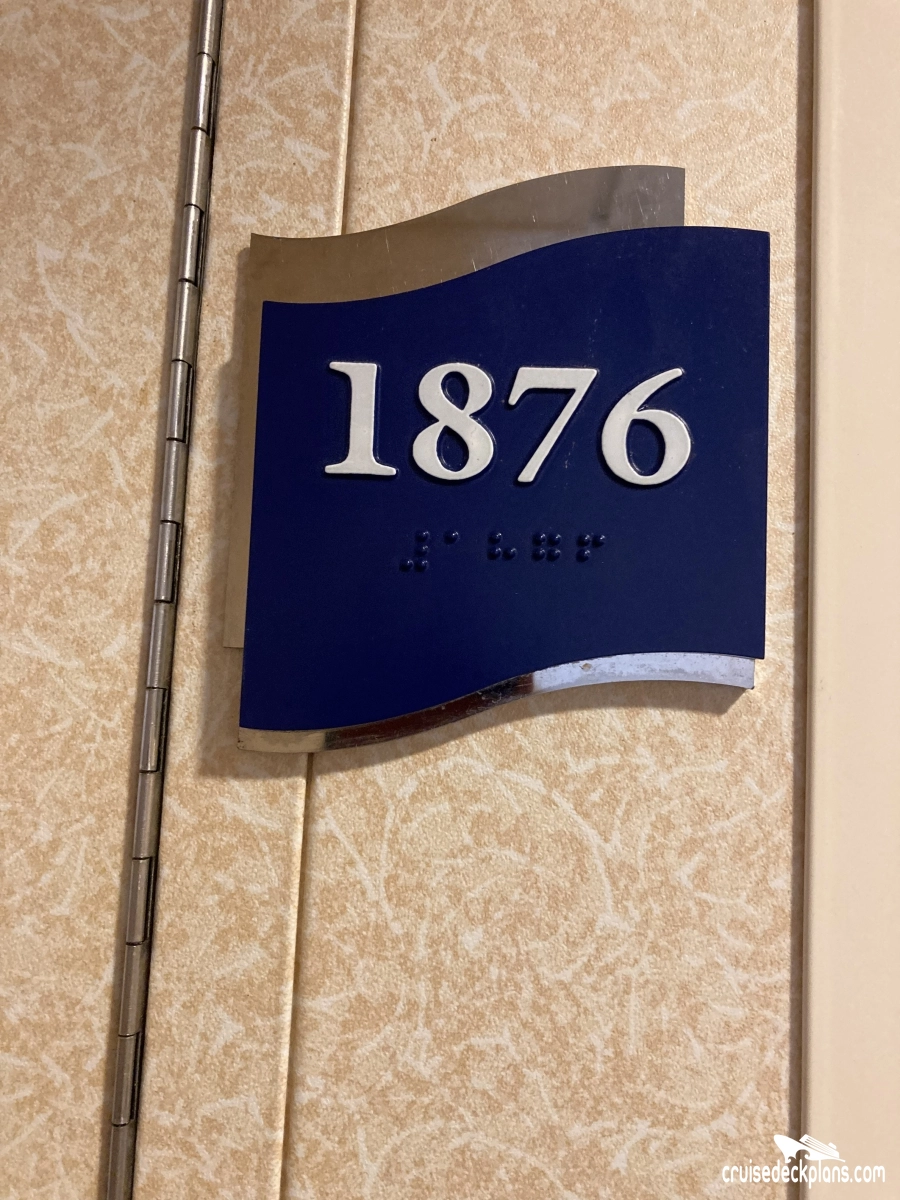 1876
⠼⠁⠓⠛⠋
cruisedeckplans.com